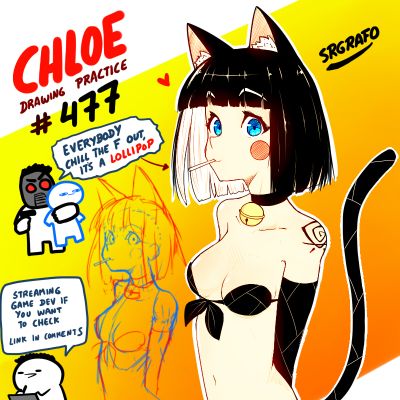 CHLOE
DRAWING PRACTICE
# 477
SRGRAFO
EVERYBODY
CHILL THE F OUT,
IT'S A LOLLIPOP
STREAMING
GAME DEV IF
YOU WANT
TO CHECK
LINK IN COMMENTS